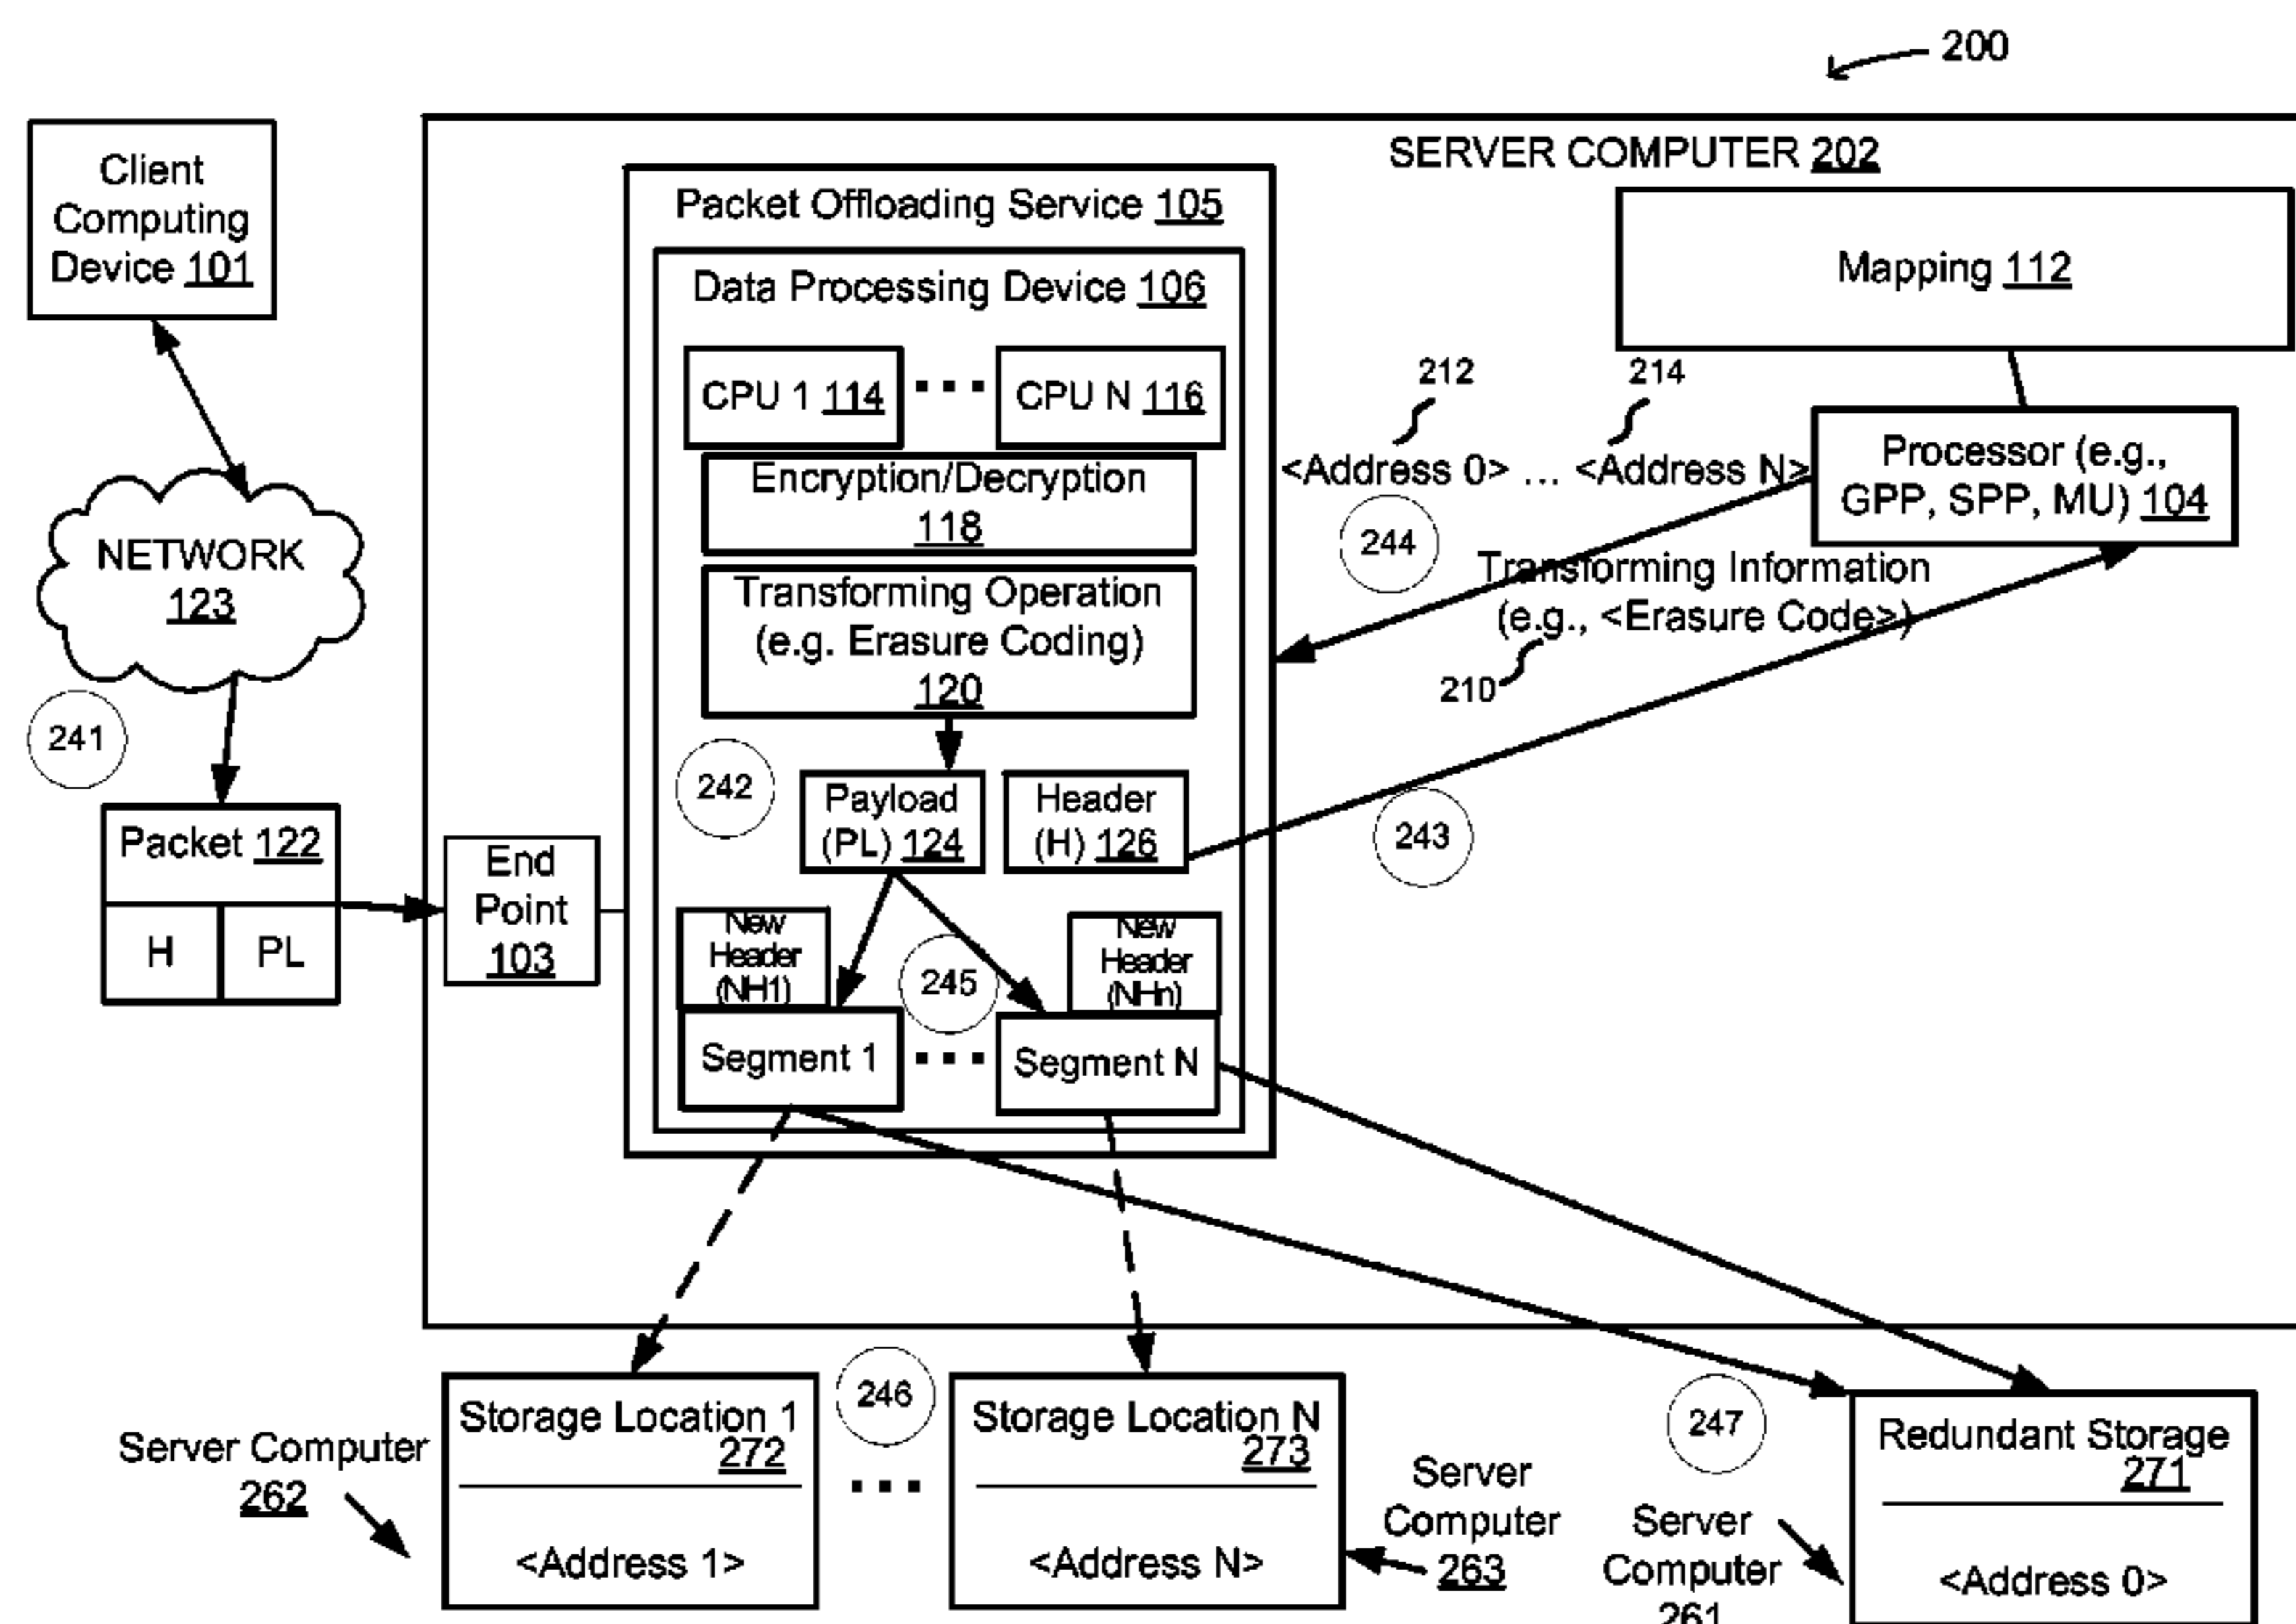 200
Client
Computing
Device 101
SERVER COMPUTER 202
Packet Offloading Service 105
Data Processing Device 106
Mapping 112
CPU 1 114
...
CPU N 116
212
214
<Address 0> ... <Address N>
Processor (e.g.,
GPP, SPP, MU) 104
Encryption/Decryption
118
244
Transforming Information
(e.g., <Erasure Code>)
210
NETWORK
123
Transforming Operation
(e.g. Erasure Coding)
120
241
242
Payload
(PL) 124
Header
(H) 126
243
Packet 122
H
PL
End
Point
103
New
Header
(NH1)
245
New
Header
(NHn)
Segment 1
...
Segment N
Storage Location 1
272
<Address 1>
246
...
Storage Location N
273
<Address N>
247
Redundant Storage
271
<Address 0>
Server Computer
262
Server
Computer
263
Server
Computer
261